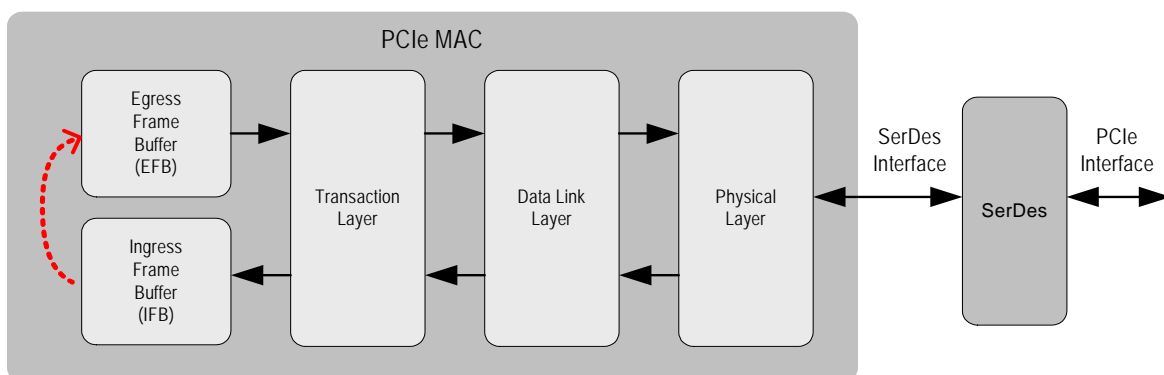 PCIe MAC
Egress
Frame
Buffer
(EFB)
Ingress
Frame
Buffer
(IFB)
Transaction
Layer
Data Link
Layer
Physical
Layer
SerDes
Interface
SerDes
PCIe
Interface